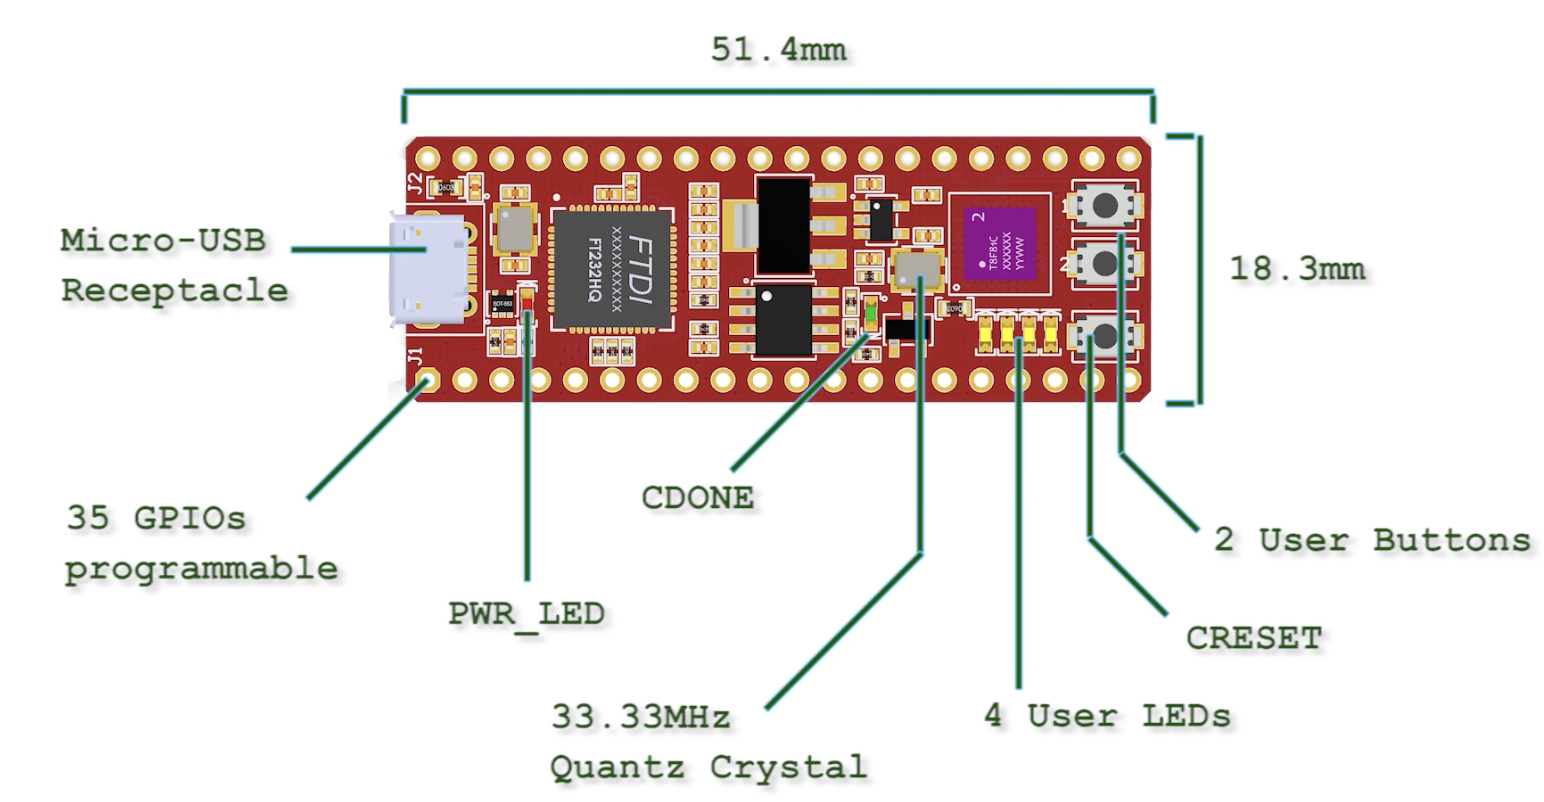 51.4mm
J2
Micro-USB
Receptacle
FTDI
XXXXXXXXXX
FT232HQ
2
T8F81C
XXXXXX
YYWW
1
2
18.3mm
J1
35 GPIOs
programmable
PWR_LED
CDONE
33.33MHz
Quantz Crystal
4 User LEDs
2 User Buttons
CRESET